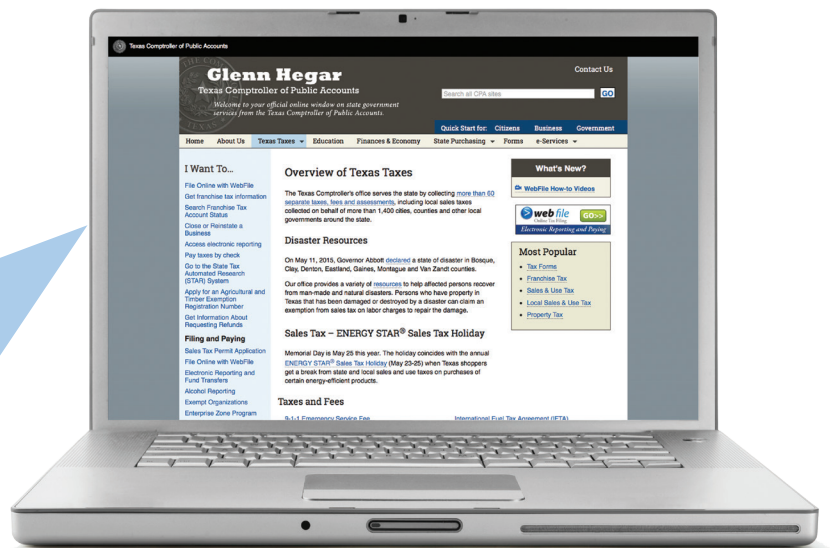 Texas Comptroller of Public Accounts
Glenn Hegar
Texas Comptroller of Public Accounts
Welcome to your official online window on state government
services from the Texas Comptroller of Public Accounts.
Contact Us
Search all CPA sites
GO
Quick Start for: Citizens Business Government
Home About Us Texas Taxes Education Finances & Economy State Purchasing Forms e-Services
I Want To...
File Online with WebFile
Get franchise tax information
Search Franchise Tax
Account Status
Close or Reinstate a
Business
Access electronic reporting
Pay taxes by check
Go to the State Tax
Automated Research
(STAR) System
Apply for an Agricultural and
Timber Exemption
Registration Number
Get Information About
Requesting Refunds
Filing and Paying
Sales Tax Permit Application
File Online with WebFile
Electronic Reporting and
Fund Transfers
Alcohol Reporting
Exempt Organizations
Enterprise Zone Program
Overview of Texas Taxes
The Texas Comptroller's office serves the state by collecting more than 60
separate taxes, fees and assessments, including local sales taxes
collected on behalf of more than 1,400 cities, counties and other local
governments around the state.
Disaster Resources
On May 11, 2015, Governor Abbott declared a state of disaster in Bosque,
Clay, Denton, Eastland, Gaines, Montague and Van Zandt counties.
Our office provides a variety of resources to help affected persons recover
from man-made and natural disasters. Persons who have property in
Texas that has been damaged or destroyed by a disaster can claim an
exemption from sales tax on labor charges to repair the damage.
Sales Tax – ENERGY STAR® Sales Tax Holiday
Memorial Day is May 25 this year. The holiday coincides with the annual
ENERGY STAR® Sales Tax Holiday (May 23-25) when Texas shoppers
get a break from state and local sales and use taxes on purchases of
certain energy-efficient products.
Taxes and Fees
9-1-1 Emergency Service Fee
International Fuel Tax Agreement (IFTA)
What's New?
WebFile How-to Videos
web file
Online Tax Filing
GO>>
Electronic Reporting and Paying
Most Popular
Tax Forms
Franchise Tax
Sales & Use Tax
Local Sales & Use Tax
Property Tax